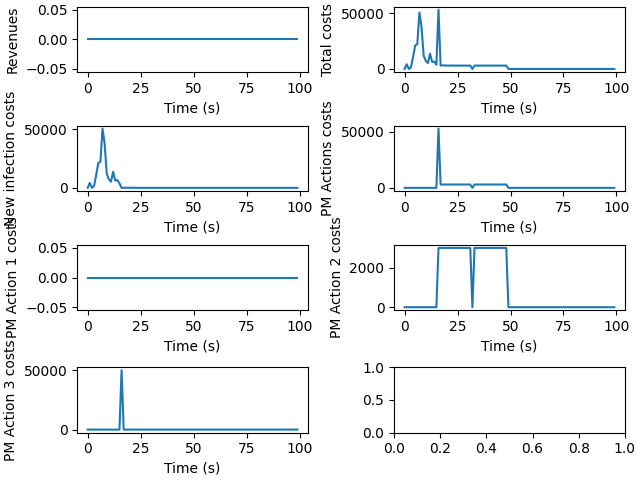 Revenues
0.05
0.00
−0.05
0 25 50 75 100
Time (s)
Total costs
50000
0
0 25 50 75 100
Time (s)
New infection costs
50000
0
0 25 50 75 100
Time (s)
PM Actions costs
50000
0
0 25 50 75 100
Time (s)
PM Action 1 costs
0.05
0.00
−0.05
0 25 50 75 100
Time (s)
PM Action 2 costs
2000
0
0 25 50 75 100
Time (s)
PM Action 3 costs
50000
0
0 25 50 75 100
Time (s)
1.0
0.5
0.0
0.0 0.2 0.4 0.6 0.8 1.0